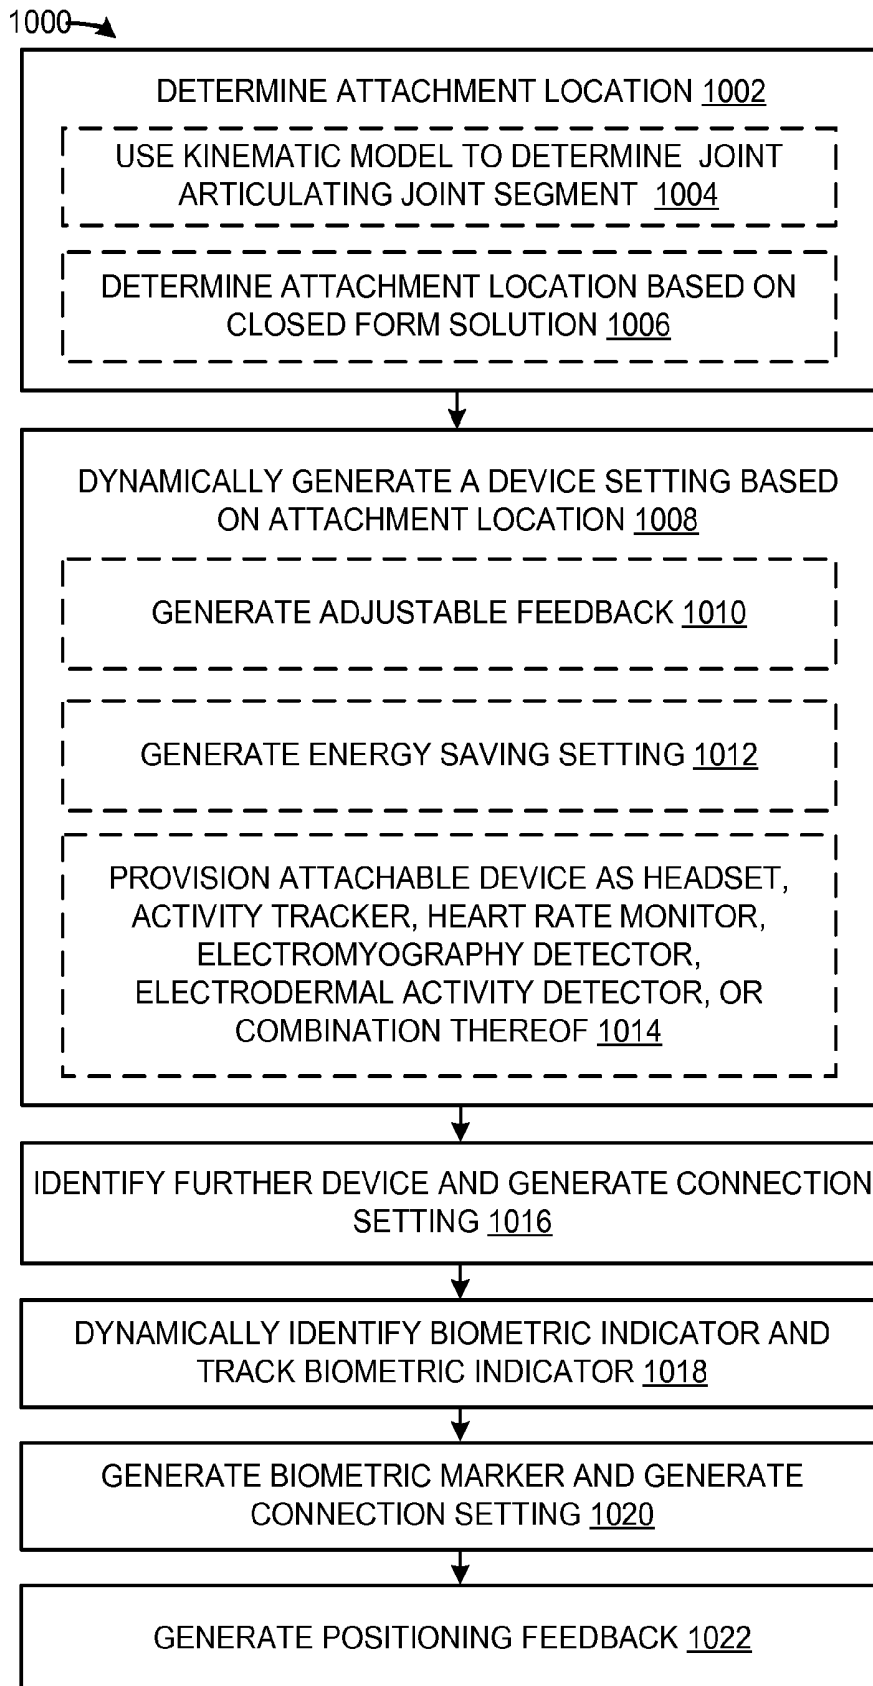 1000
DETERMINE ATTACHMENT LOCATION 1002
USE KINEMATIC MODEL TO DETERMINE JOINT
ARTICULATING JOINT SEGMENT 1004
DETERMINE ATTACHMENT LOCATION BASED ON
CLOSED FORM SOLUTION 1006
DYNAMICALLY GENERATE A DEVICE SETTING BASED
ON ATTACHMENT LOCATION 1008
GENERATE ADJUSTABLE FEEDBACK 1010
GENERATE ENERGY SAVING SETTING 1012
PROVISION ATTACHABLE DEVICE AS HEADSET,
ACTIVITY TRACKER, HEART RATE MONITOR,
ELECTROMYOGRAPHY DETECTOR,
ELECTRODERMAL ACTIVITY DETECTOR, OR
COMBINATION THEREOF 1014
IDENTIFY FURTHER DEVICE AND GENERATE CONNECTION
SETTING 1016
DYNAMICALLY IDENTIFY BIOMETRIC INDICATOR AND
TRACK BIOMETRIC INDICATOR 1018
GENERATE BIOMETRIC MARKER AND GENERATE
CONNECTION SETTING 1020
GENERATE POSITIONING FEEDBACK 1022